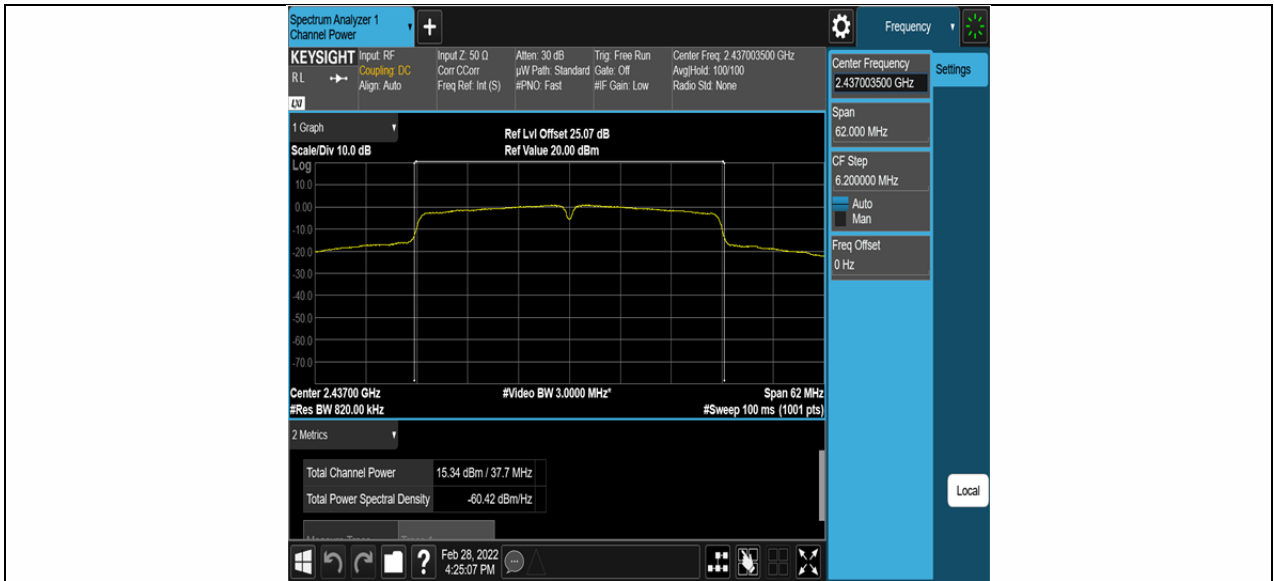 Spectrum Analyzer 1
Channel Power
Frequency
KEYSIGHT Input: RF Input Z: 50 Ω Atten: 30 dB Trig: Free Run Center Freq: 2.437003500 GHz
RL Coupling: DC Corr CCorr µW Path: Standard Gate: Off Avg|Hold: 100/100
Align: Auto Freq Ref: Int (S) #PNO: Fast #IF Gain: Low Radio Std: None
LXI
Center Frequency
2.437003500 GHz
Settings
Span
62.000 MHz
CF Step
6.200000 MHz
Auto
Man
Freq Offset
0 Hz
1 Graph
Ref Lvl Offset 25.07 dB
Scale/Div 10.0 dB Ref Value 20.00 dBm
Log
10.0
0.00
-10.0
-20.0
-30.0
-40.0
-50.0
-60.0
-70.0
Center 2.43700 GHz #Video BW 3.0000 MHz* Span 62 MHz
#Res BW 820.00 kHz #Sweep 100 ms (1001 pts)
2 Metrics
Total Channel Power 15.34 dBm / 37.7 MHz
Total Power Spectral Density -60.42 dBm/Hz
Local
? Feb 28, 2022
4:25:07 PM